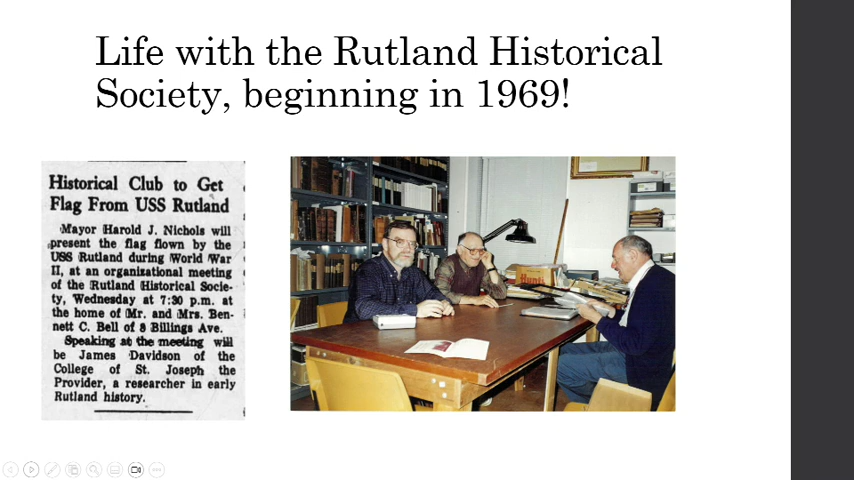 Life with the Rutland Historical
Society, beginning in 1969!
Historical Club to Get
Flag From USS Rutland
Mayor Harold J. Nichols will
present the flag flown by the
USS Rutland during World War
II, at an organizational meeting
of the Rutland Historical Socie-
ty, Wednesday at 7:30 p.m. at
the home of Mr. and Mrs. Ben-
nett C. Bell of 8 Billings Ave.
Speaking at the meeting will
be James Davidson of the
College of St. Joseph the
Provider, a researcher in early
Rutland history.